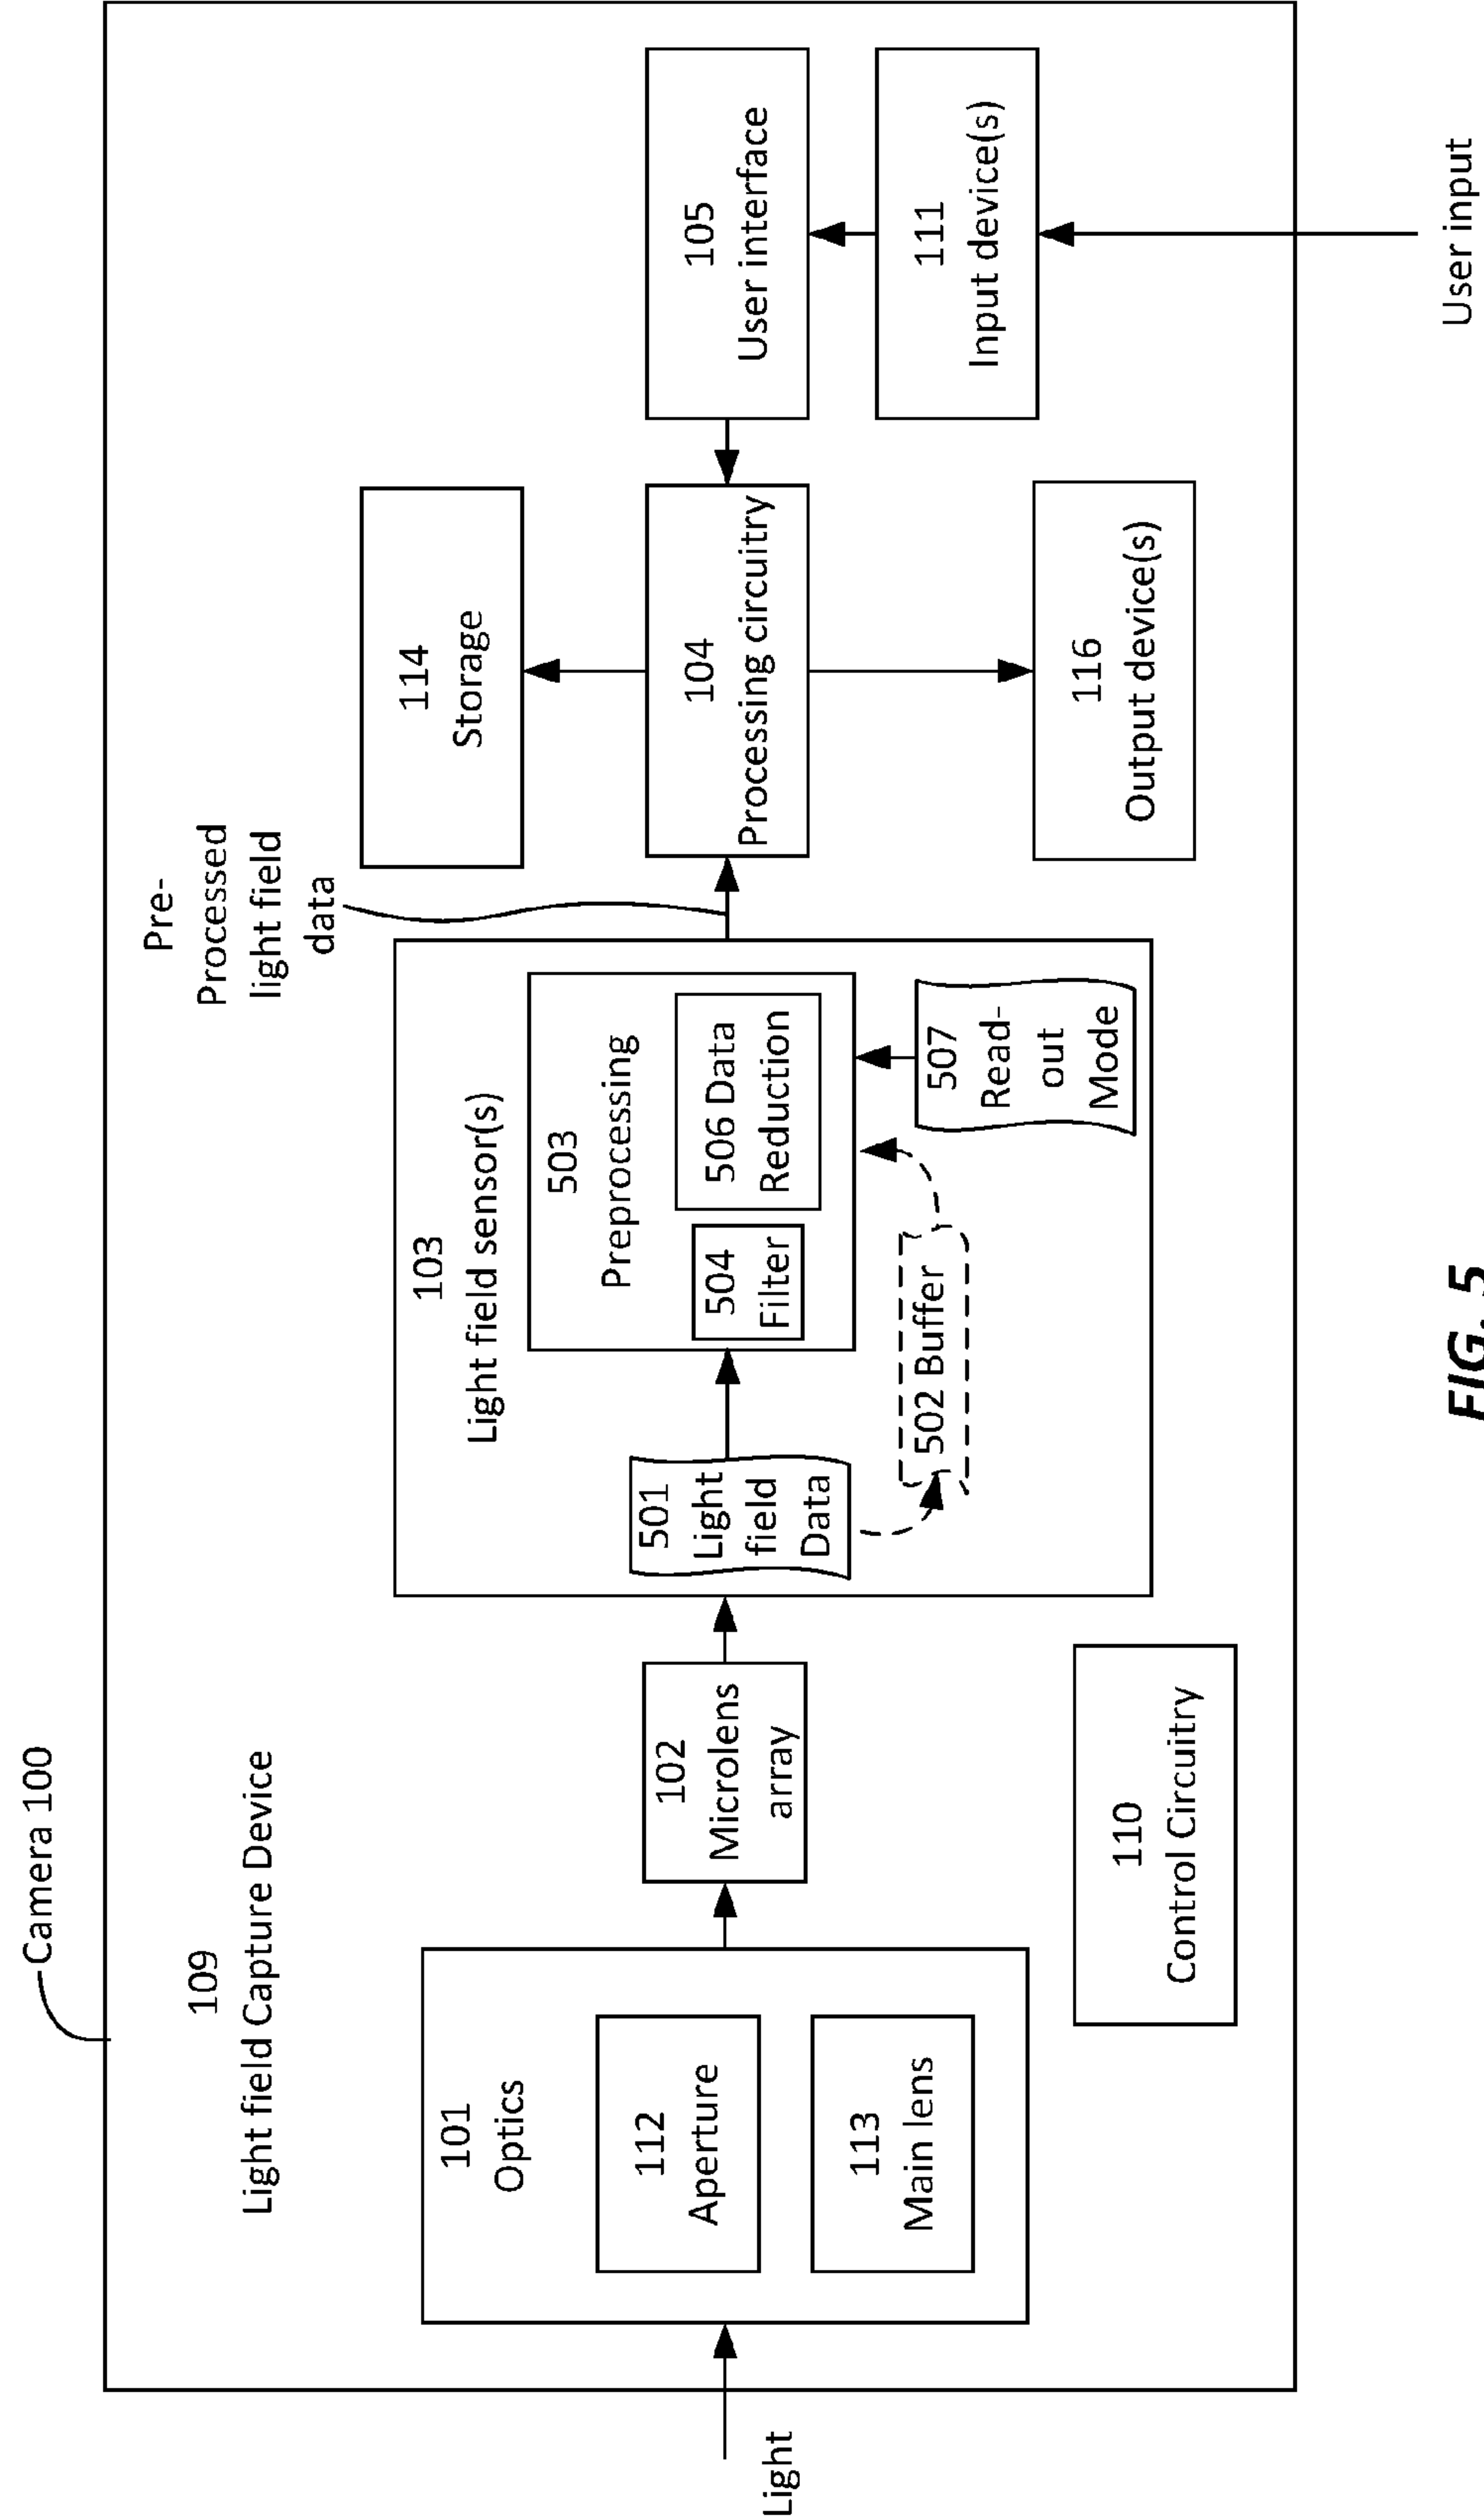 Camera 100
109
Light field Capture Device
Light
101
Optics
112
Aperture
113
Main lens
102
Microlens
array
110
Control Circuitry
103
Light field sensor(s)
501
Light
field
Data
502 Buffer
503
Preprocessing
504
Filter
506 Data
Reduction
507
Read-
out
Mode
Pre-
Processed
light field
data
114
Storage
104
Processing circuitry
116
Output device(s)
105
User interface
111
Input device(s)
User input
FIG. 5